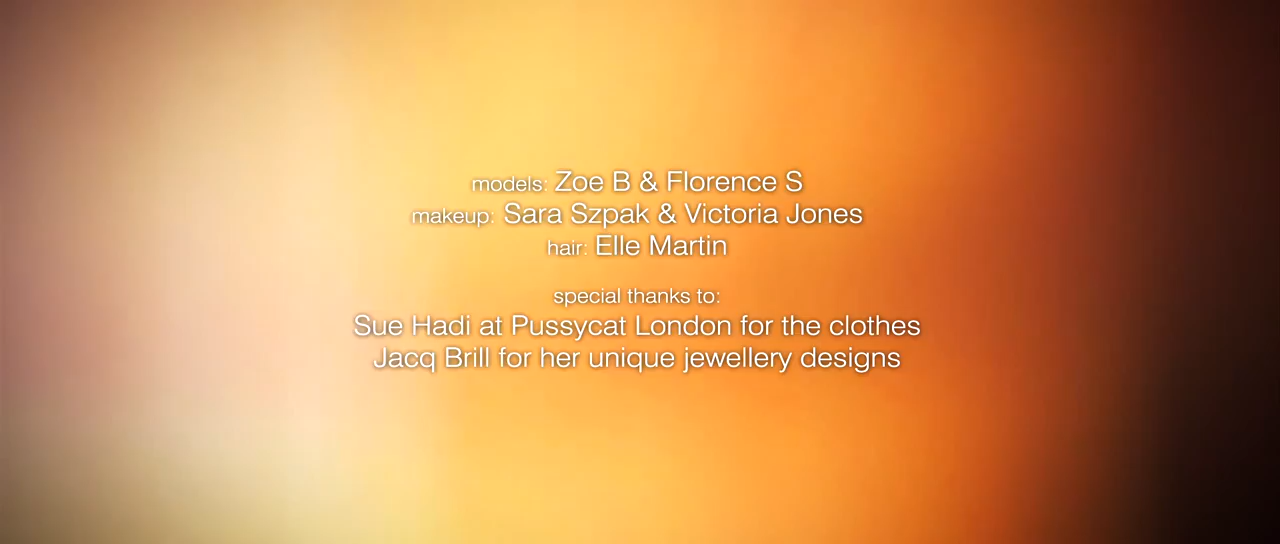 models: Zoe B & Florence S
makeup: Sara Szpak & Victoria Jones
hair: Elle Martin
special thanks to:
Sue Hadi at Pussycat London for the clothes
Jacq Brill for her unique jewellery designs